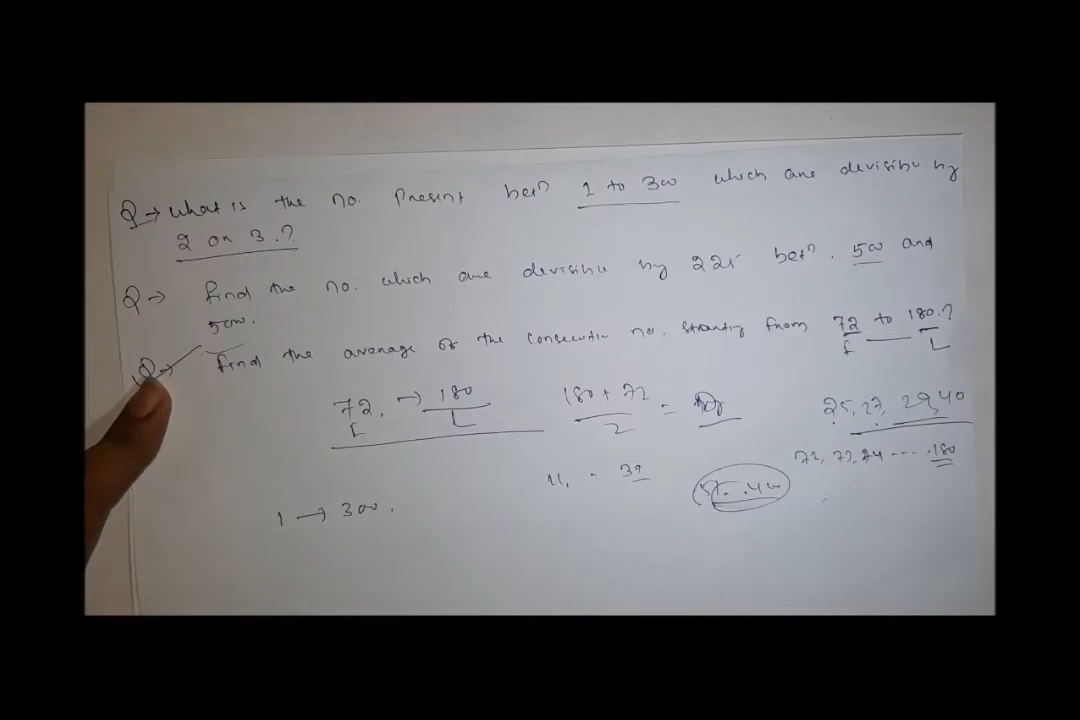 Q→ What is the no. Present betn 1 to 300 which are devisible by
2 or 3.?
Q→ find the no. which are devisible by 225 betn. 500 and
5000.
Q→ find the average of the consecutive no. starting from 72 to 180.?
f L
72, → 180
f L
180 + 72
2
=
25, 27, 29, 40
72, 73, 74 --- .180
11, - 39
1 → 300.